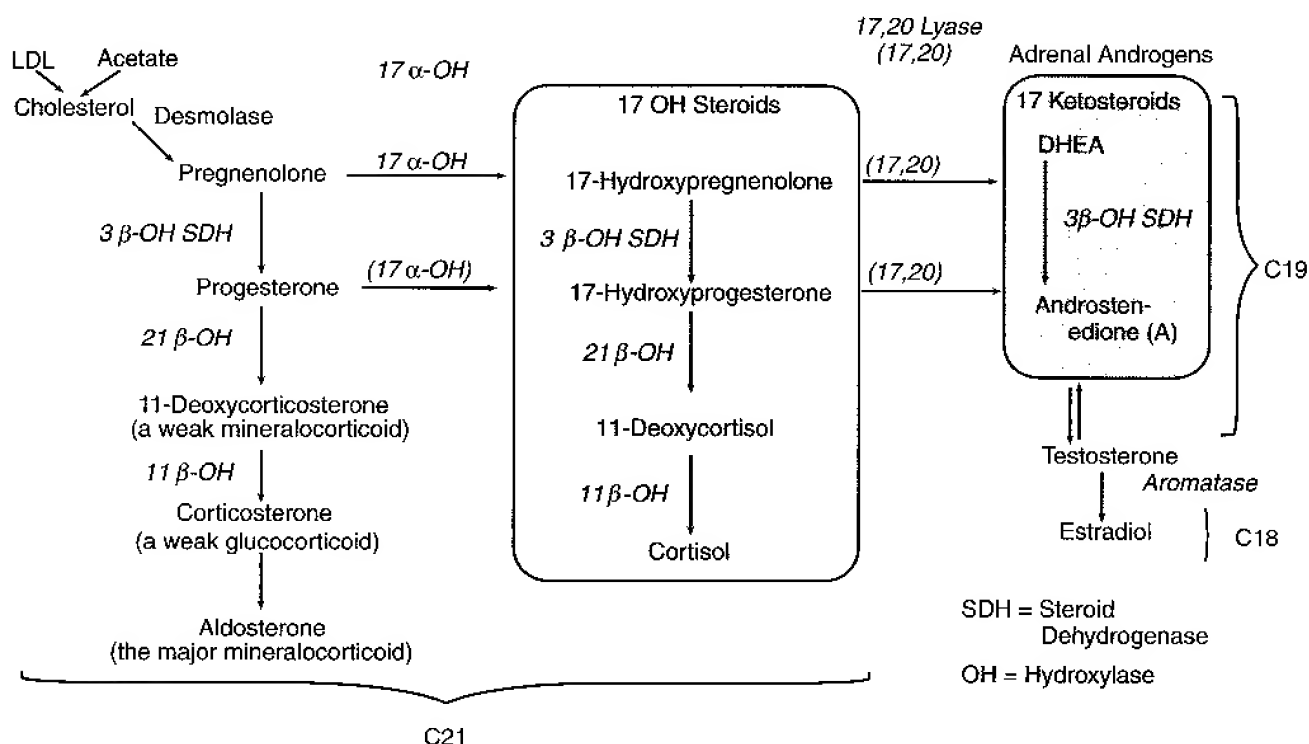 17,20 Lyase
(17,20)
LDL
Acetate
17 α-OH
Adrenal Androgens
Cholesterol
Desmolase
17 OH Steroids
17 Ketosteroids
DHEA
Pregnenolone
17 α-OH
17-Hydroxypregnenolone
(17,20)
3 β-OH SDH
3 β-OH SDH
3β-OH SDH
C19
Progesterone
(17 α-OH)
17-Hydroxyprogesterone
(17,20)
Androsten-
edione (A)
21 β-OH
21 β-OH
11-Deoxycorticosterone
(a weak mineralocorticoid)
11-Deoxycortisol
Testosterone
11 β-OH
11β-OH
Aromatase
Corticosterone
(a weak glucocorticoid)
Cortisol
Estradiol
C18
Aldosterone
(the major mineralocorticoid)
SDH = Steroid
Dehydrogenase
OH = Hydroxylase
C21